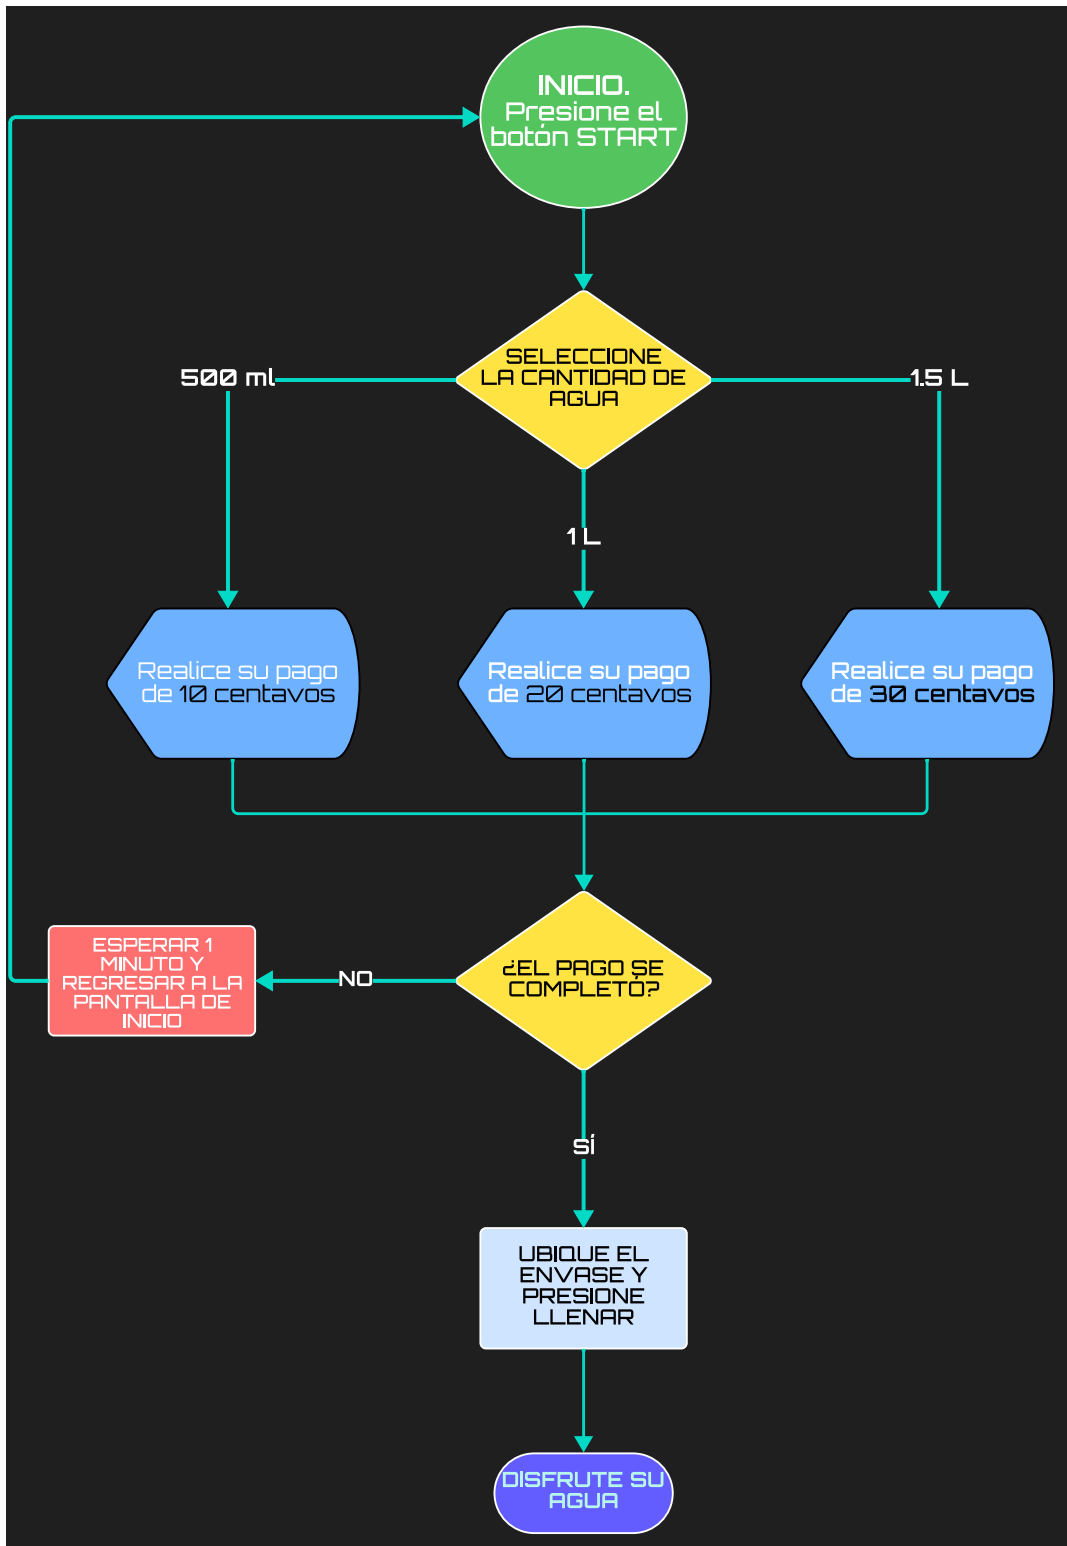 INICIO.
Presione el
botón START
SELECCIONE
LA CANTIDAD DE
AGUA
500 ml
1.5 L
1 L
Realice su pago
de 10 centavos
Realice su pago
de 20 centavos
Realice su pago
de 30 centavos
ESPERAR 1
MINUTO Y
REGRESAR A LA
PANTALLA DE
INICIO
NO
¿EL PAGO SE
COMPLETÓ?
SÍ
UBIQUE EL
ENVASE Y
PRESIONE
LLENAR
DISFRUTE SU
AGUA